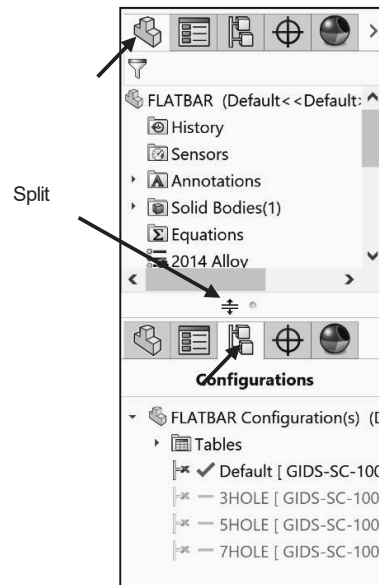 FLATBAR (Default<<Default
History
Sensors
Annotations
Split
Solid Bodies(1)
Equations
2014 Alloy
Configurations
FLATBAR Configuration(s) (D
Tables
Default [ GIDS-SC-100
3HOLE [ GIDS-SC-100
5HOLE [ GIDS-SC-100
7HOLE [ GIDS-SC-100